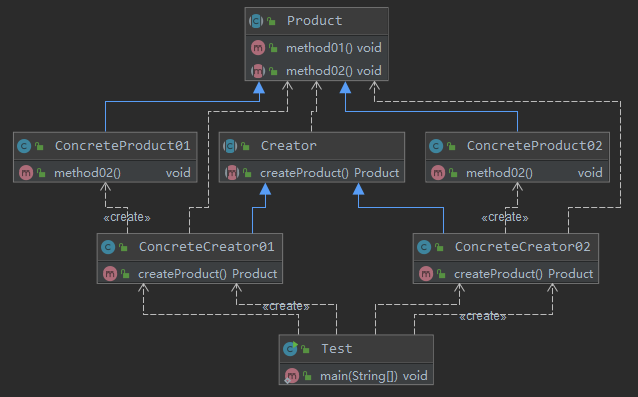 Product
method01() void
method02() void
ConcreteProduct01
method02() void
Creator
createProduct() Product
ConcreteProduct02
method02() void
«create»
«create»
ConcreteCreator01
createProduct() Product
ConcreteCreator02
createProduct() Product
«create»
«create»
Test
main(String[]) void